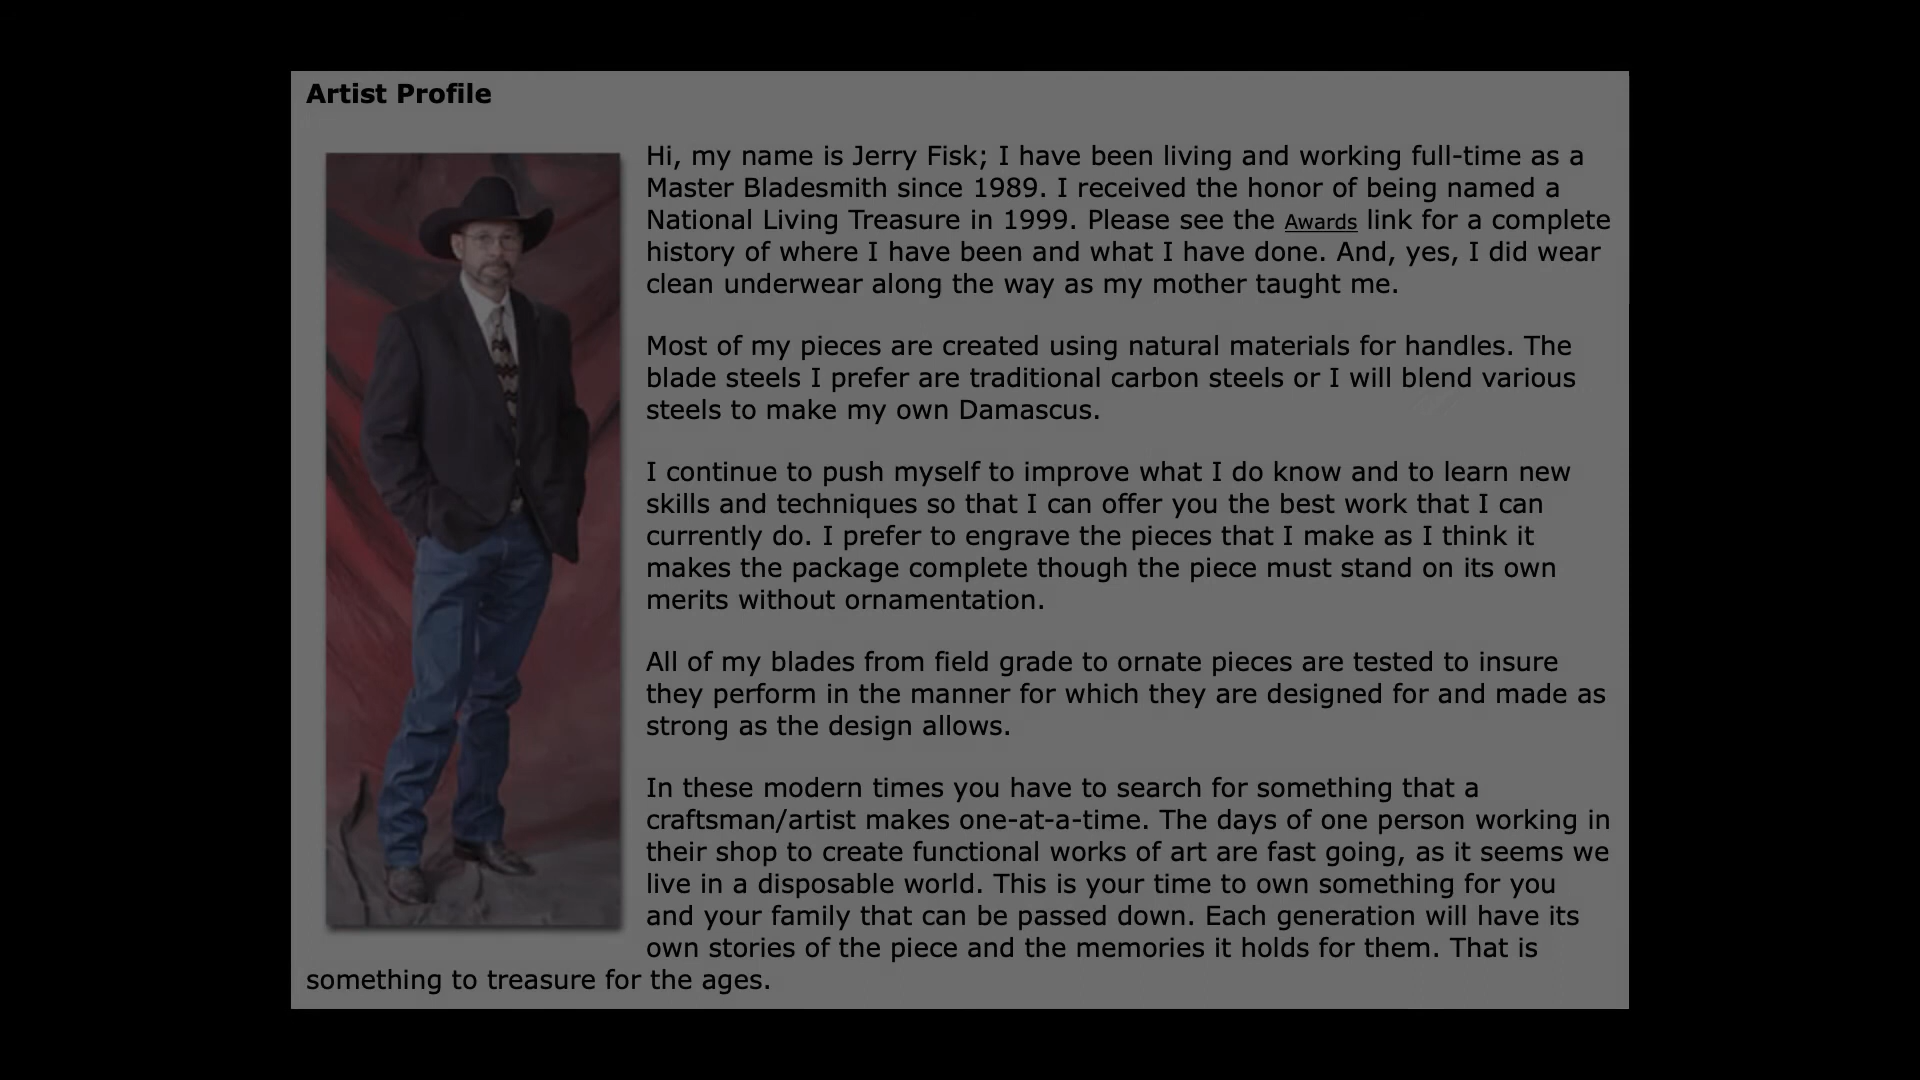 Artist Profile
Hi, my name is Jerry Fisk; I have been living and working full-time as a
Master Bladesmith since 1989. I received the honor of being named a
National Living Treasure in 1999. Please see the Awards link for a complete
history of where I have been and what I have done. And, yes, I did wear
clean underwear along the way as my mother taught me.
Most of my pieces are created using natural materials for handles. The
blade steels I prefer are traditional carbon steels or I will blend various
steels to make my own Damascus.
I continue to push myself to improve what I do know and to learn new
skills and techniques so that I can offer you the best work that I can
currently do. I prefer to engrave the pieces that I make as I think it
makes the package complete though the piece must stand on its own
merits without ornamentation.
All of my blades from field grade to ornate pieces are tested to insure
they perform in the manner for which they are designed for and made as
strong as the design allows.
In these modern times you have to search for something that a
craftsman/artist makes one-at-a-time. The days of one person working in
their shop to create functional works of art are fast going, as it seems we
live in a disposable world. This is your time to own something for you
and your family that can be passed down. Each generation will have its
own stories of the piece and the memories it holds for them. That is
something to treasure for the ages.